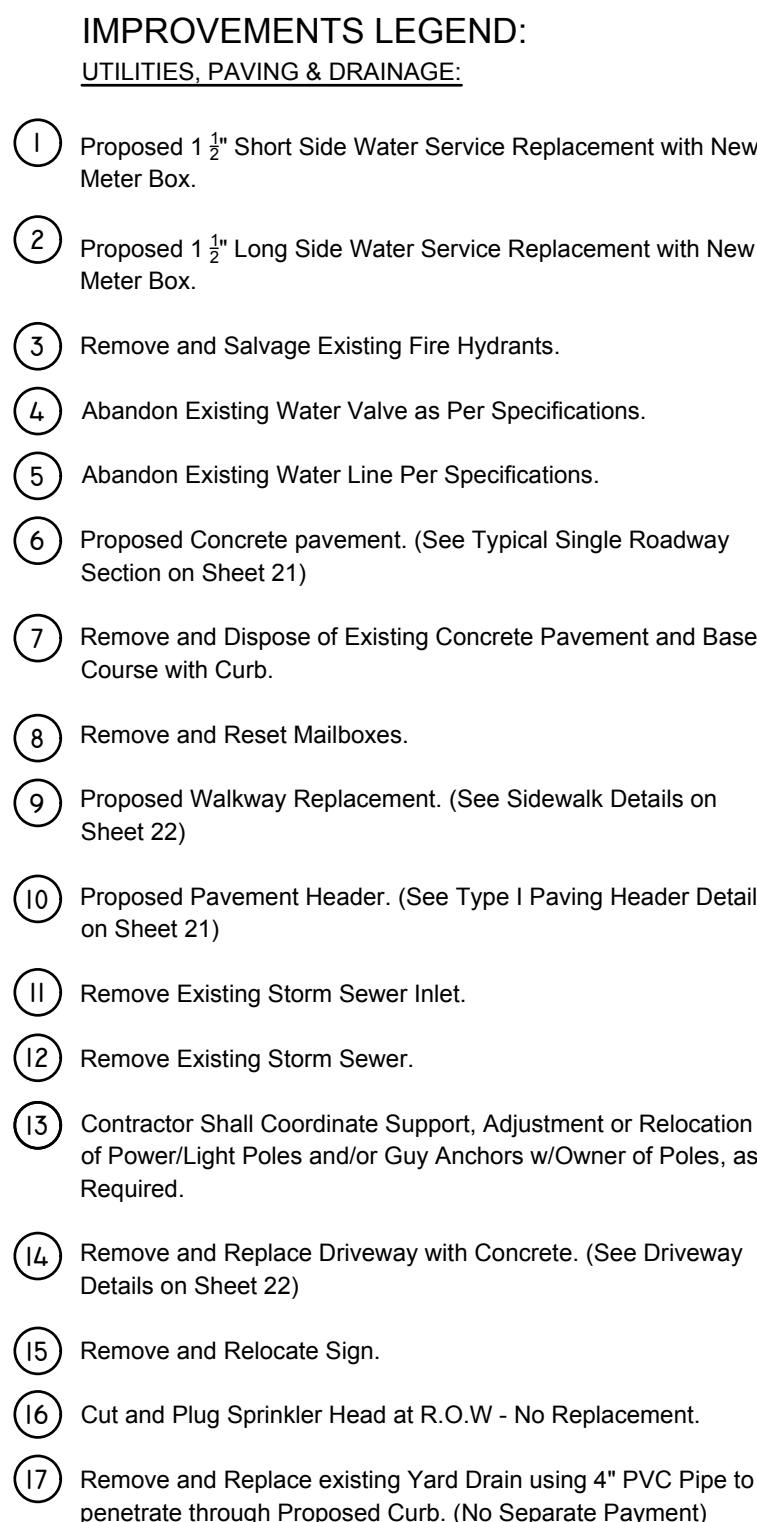 IMPROVEMENTS LEGEND:
UTILITIES, PAVING & DRAINAGE:
1 Proposed 1 1/2" Short Side Water Service Replacement with New
Meter Box.
2 Proposed 1 1/2" Long Side Water Service Replacement with New
Meter Box.
3 Remove and Salvage Existing Fire Hydrants.
4 Abandon Existing Water Valve as Per Specifications.
5 Abandon Existing Water Line Per Specifications.
6 Proposed Concrete pavement. (See Typical Single Roadway
Section on Sheet 21)
7 Remove and Dispose of Existing Concrete Pavement and Base
Course with Curb.
8 Remove and Reset Mailboxes.
9 Proposed Walkway Replacement. (See Sidewalk Details on
Sheet 22)
10 Proposed Pavement Header. (See Type I Paving Header Detail
on Sheet 21)
11 Remove Existing Storm Sewer Inlet.
12 Remove Existing Storm Sewer.
13 Contractor Shall Coordinate Support, Adjustment or Relocation
of Power/Light Poles and/or Guy Anchors w/Owner of Poles, as
Required.
14 Remove and Replace Driveway with Concrete. (See Driveway
Details on Sheet 22)
15 Remove and Relocate Sign.
16 Cut and Plug Sprinkler Head at R.O.W - No Replacement.
17 Remove and Replace existing Yard Drain using 4" PVC Pipe to
penetrate through Proposed Curb. (No Separate Payment)